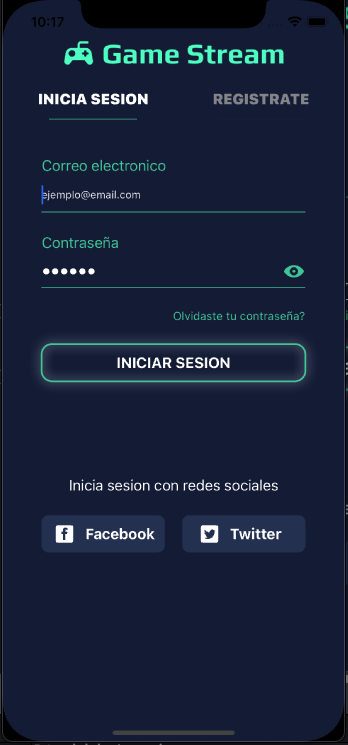 10:17
Game Stream
INICIA SESION REGISTRATE
Correo electronico
ejemplo@email.com
Contraseña
••••••
Olvidaste tu contraseña?
INICIAR SESION
Inicia sesion con redes sociales
Facebook Twitter